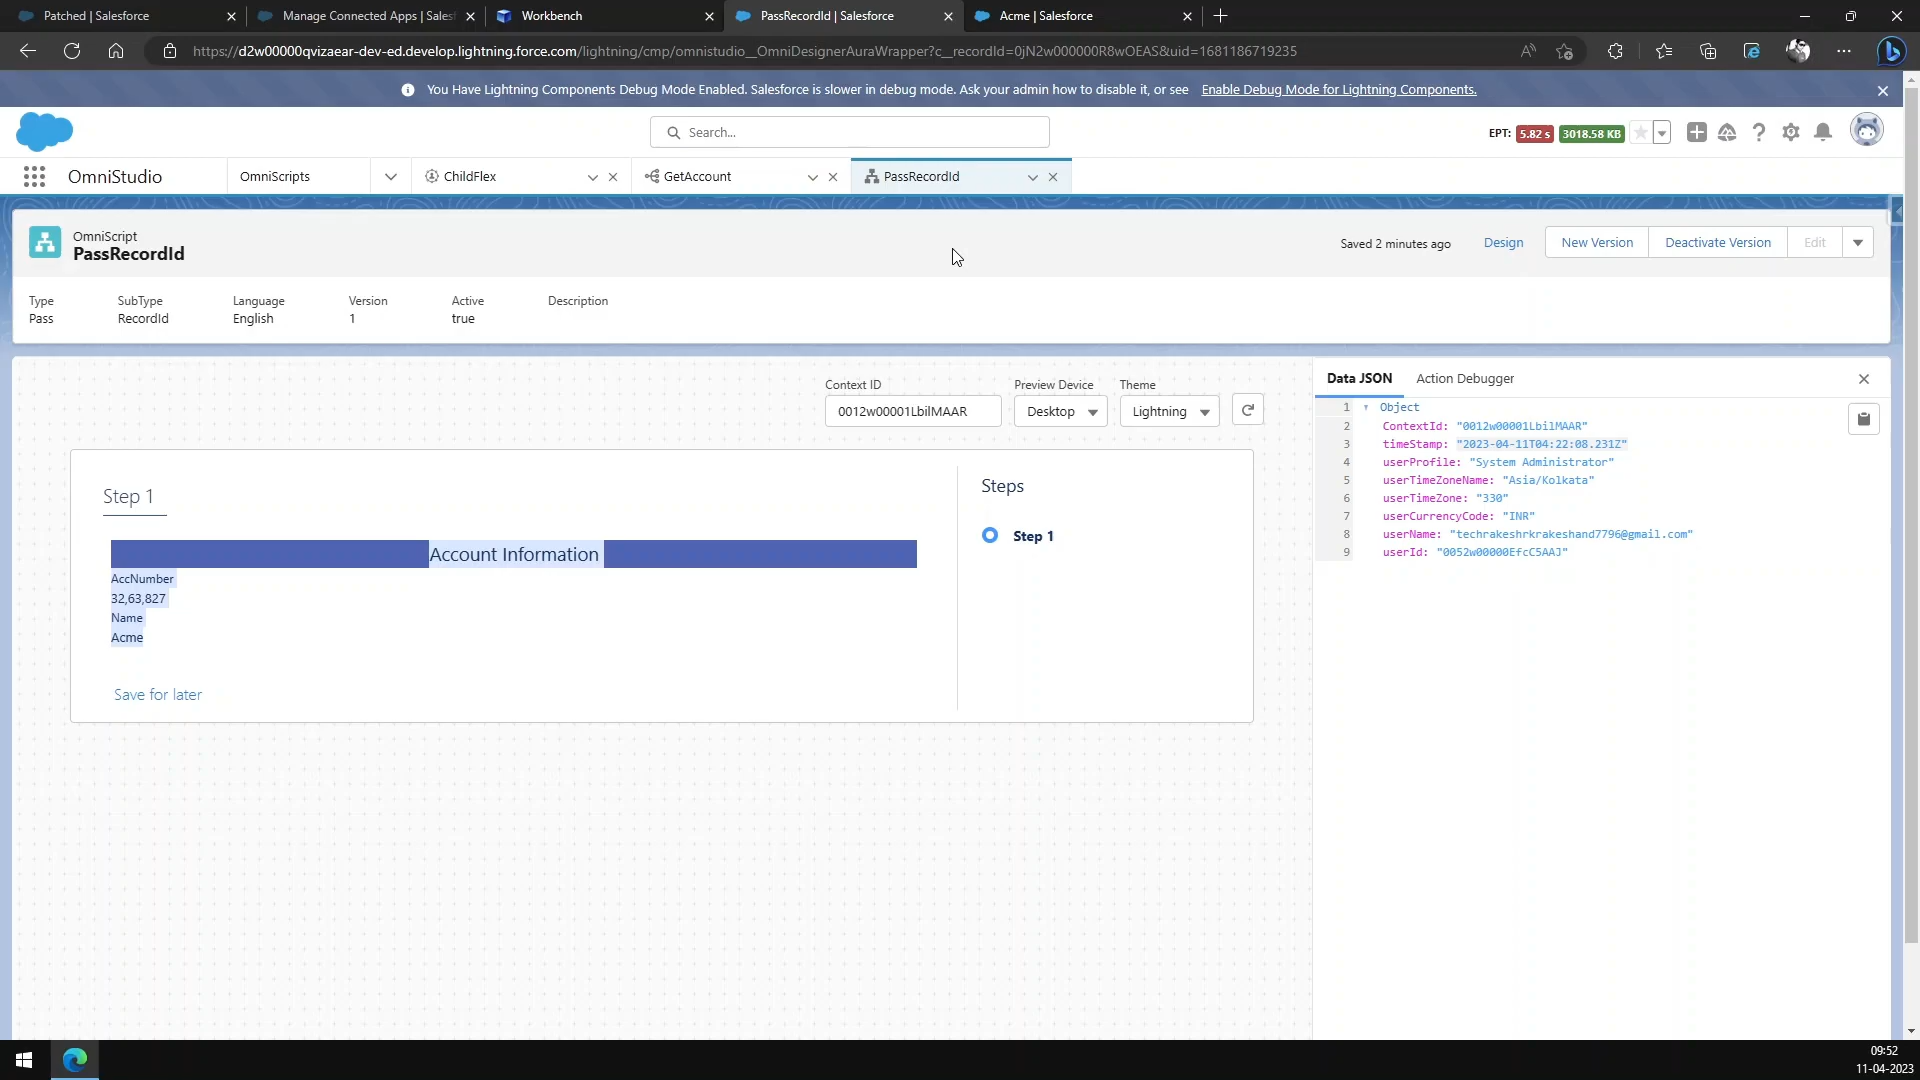 Patched | Salesforce
Manage Connected Apps | Sales
Workbench
PassRecordId | Salesforce
Acme | Salesforce
https://d2w00000qvizaear-dev-ed.develop.lightning.force.com/lightning/cmp/omnistudio__OmniDesignerAuraWrapper?c__recordId=0jN2w000000R8wOEAS&uid=1681186719235
You Have Lightning Components Debug Mode Enabled. Salesforce is slower in debug mode. Ask your admin how to disable it, or see Enable Debug Mode for Lightning Components.
Search...
EPT: 5.82 s 3018.58 KB
OmniStudio
OmniScripts
ChildFlex
GetAccount
PassRecordId
OmniScript
PassRecordId
Saved 2 minutes ago
Design
New Version
Deactivate Version
Edit
Type SubType Language Version Active Description
Pass RecordId English 1 true
Context ID Preview Device Theme
0012w00001LbilMAAR Desktop Lightning
Step 1
Account Information
AccNumber
32,63,827
Name
Acme
Save for later
Steps
Step 1
Data JSON Action Debugger
1 Object
2 ContextId: "0012w00001LbilMAAR"
3 timeStamp: "2023-04-11T04:22:08.231Z"
4 userProfile: "System Administrator"
5 userTimeZoneName: "Asia/Kolkata"
6 userTimeZone: "330"
7 userCurrencyCode: "INR"
8 userName: "techrakeshrkrakeshand7796@gmail.com"
9 userId: "0052w00000EfcC5AAJ"
09:52
11-04-2023